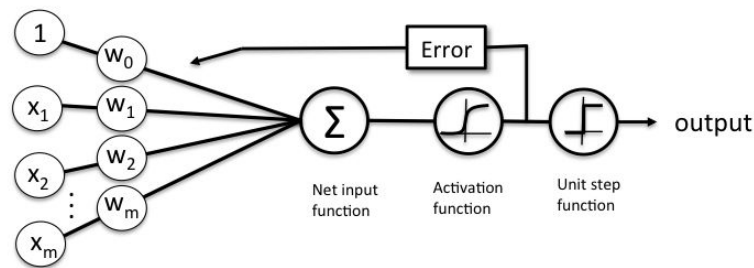 1
w₀
Error
x₁
w₁
Σ
output
x₂
w₂
⋮
wₘ
xₘ
Net input
function
Activation
function
Unit step
function